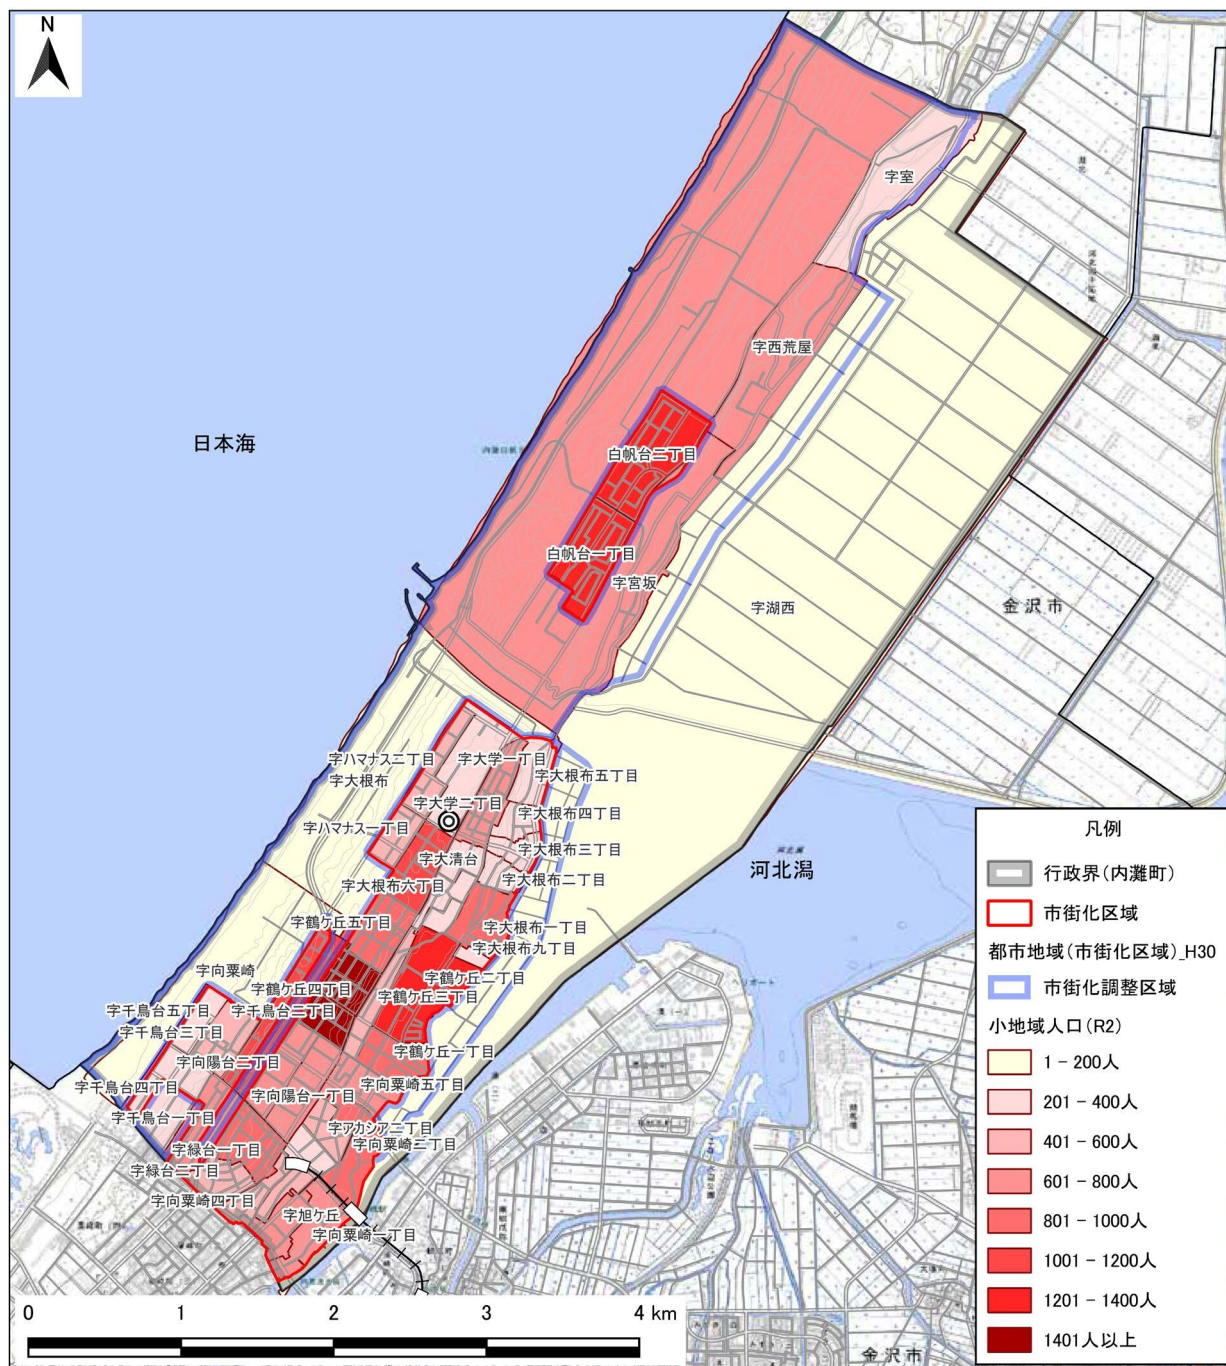 N
字室
字西荒屋
日本海
白帆台二丁目
白帆台一丁目
字宮坂
字湖西
金沢市
字ハマナス二丁目
字大学一丁目
字大根布
字大根布五丁目
字大学二丁目
字大根布四丁目
字ハマナス一丁目
字大根布三丁目
字大清台
河北潟
河北潟
字大根布二丁目
字大根布六丁目
字鶴ケ丘五丁目
字大根布一丁目
字大根布九丁目
字向粟崎
字鶴ケ丘二丁目
字鶴ケ丘四丁目
字鶴ケ丘三丁目
字千鳥台五丁目
字千鳥台二丁目
字千鳥台三丁目
字鶴ケ丘一丁目
字向陽台二丁目
字千鳥台四丁目
字向粟崎五丁目
字向陽台一丁目
字千鳥台一丁目
字アカシア二丁目
字向粟崎二丁目
字緑台一丁目
字緑台二丁目
字向粟崎四丁目
字旭ケ丘
字向粟崎一丁目
金沢市
0 1 2 3 4 km
凡例
行政界(内灘町)
市街化区域
都市地域(市街化区域)_H30
市街化調整区域
小地域人口(R2)
1 - 200人
201 - 400人
401 - 600人
601 - 800人
801 - 1000人
1001 - 1200人
1201 - 1400人
1401人以上